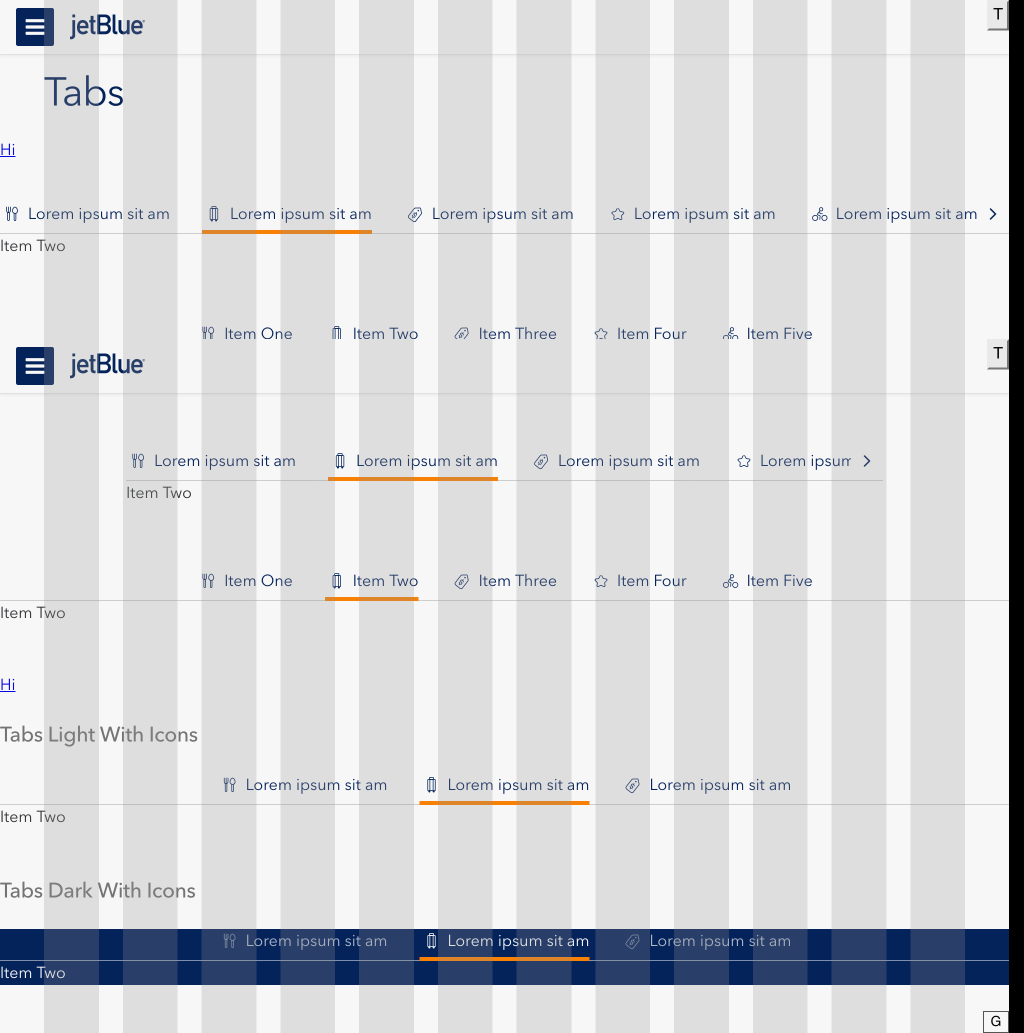 jetBlue
T
Tabs
Hi
Lorem ipsum sit am Lorem ipsum sit am Lorem ipsum sit am Lorem ipsum sit am Lorem ipsum sit am
Item Two
Item One Item Two Item Three Item Four Item Five
jetBlue
T
Lorem ipsum sit am Lorem ipsum sit am Lorem ipsum sit am Lorem ipsum
Item Two
Item One Item Two Item Three Item Four Item Five
Item Two
Hi
Tabs Light With Icons
Lorem ipsum sit am Lorem ipsum sit am Lorem ipsum sit am
Item Two
Tabs Dark With Icons
Lorem ipsum sit am Lorem ipsum sit am Lorem ipsum sit am
Item Two
G